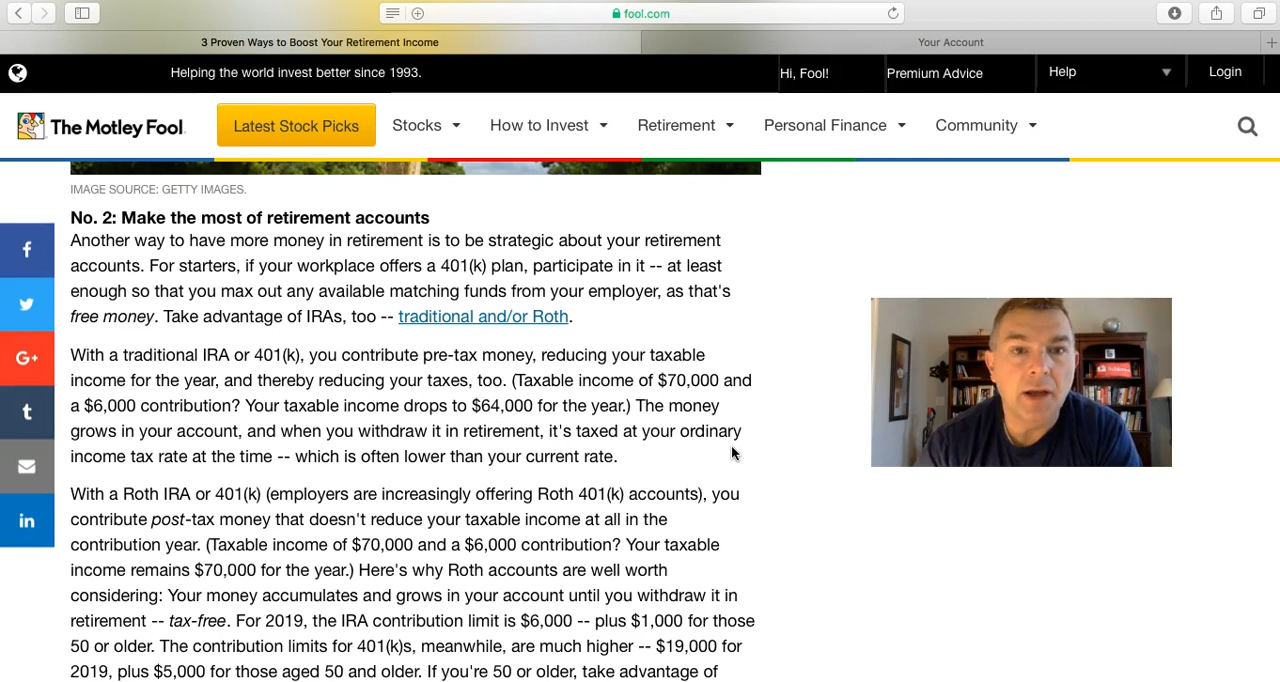 fool.com
3 Proven Ways to Boost Your Retirement Income
Your Account
Helping the world invest better since 1993.
Hi, Fool!
Premium Advice
Help
Login
The Motley Fool
Latest Stock Picks
Stocks
How to Invest
Retirement
Personal Finance
Community
IMAGE SOURCE: GETTY IMAGES.
No. 2: Make the most of retirement accounts
Another way to have more money in retirement is to be strategic about your retirement
accounts. For starters, if your workplace offers a 401(k) plan, participate in it -- at least
enough so that you max out any available matching funds from your employer, as that's
free money. Take advantage of IRAs, too -- traditional and/or Roth.
With a traditional IRA or 401(k), you contribute pre-tax money, reducing your taxable
income for the year, and thereby reducing your taxes, too. (Taxable income of $70,000 and
a $6,000 contribution? Your taxable income drops to $64,000 for the year.) The money
grows in your account, and when you withdraw it in retirement, it's taxed at your ordinary
income tax rate at the time -- which is often lower than your current rate.
With a Roth IRA or 401(k) (employers are increasingly offering Roth 401(k) accounts), you
contribute post-tax money that doesn't reduce your taxable income at all in the
contribution year. (Taxable income of $70,000 and a $6,000 contribution? Your taxable
income remains $70,000 for the year.) Here's why Roth accounts are well worth
considering: Your money accumulates and grows in your account until you withdraw it in
retirement -- tax-free. For 2019, the IRA contribution limit is $6,000 -- plus $1,000 for those
50 or older. The contribution limits for 401(k)s, meanwhile, are much higher -- $19,000 for
2019, plus $5,000 for those aged 50 and older. If you're 50 or older, take advantage of
f
G+
t
in